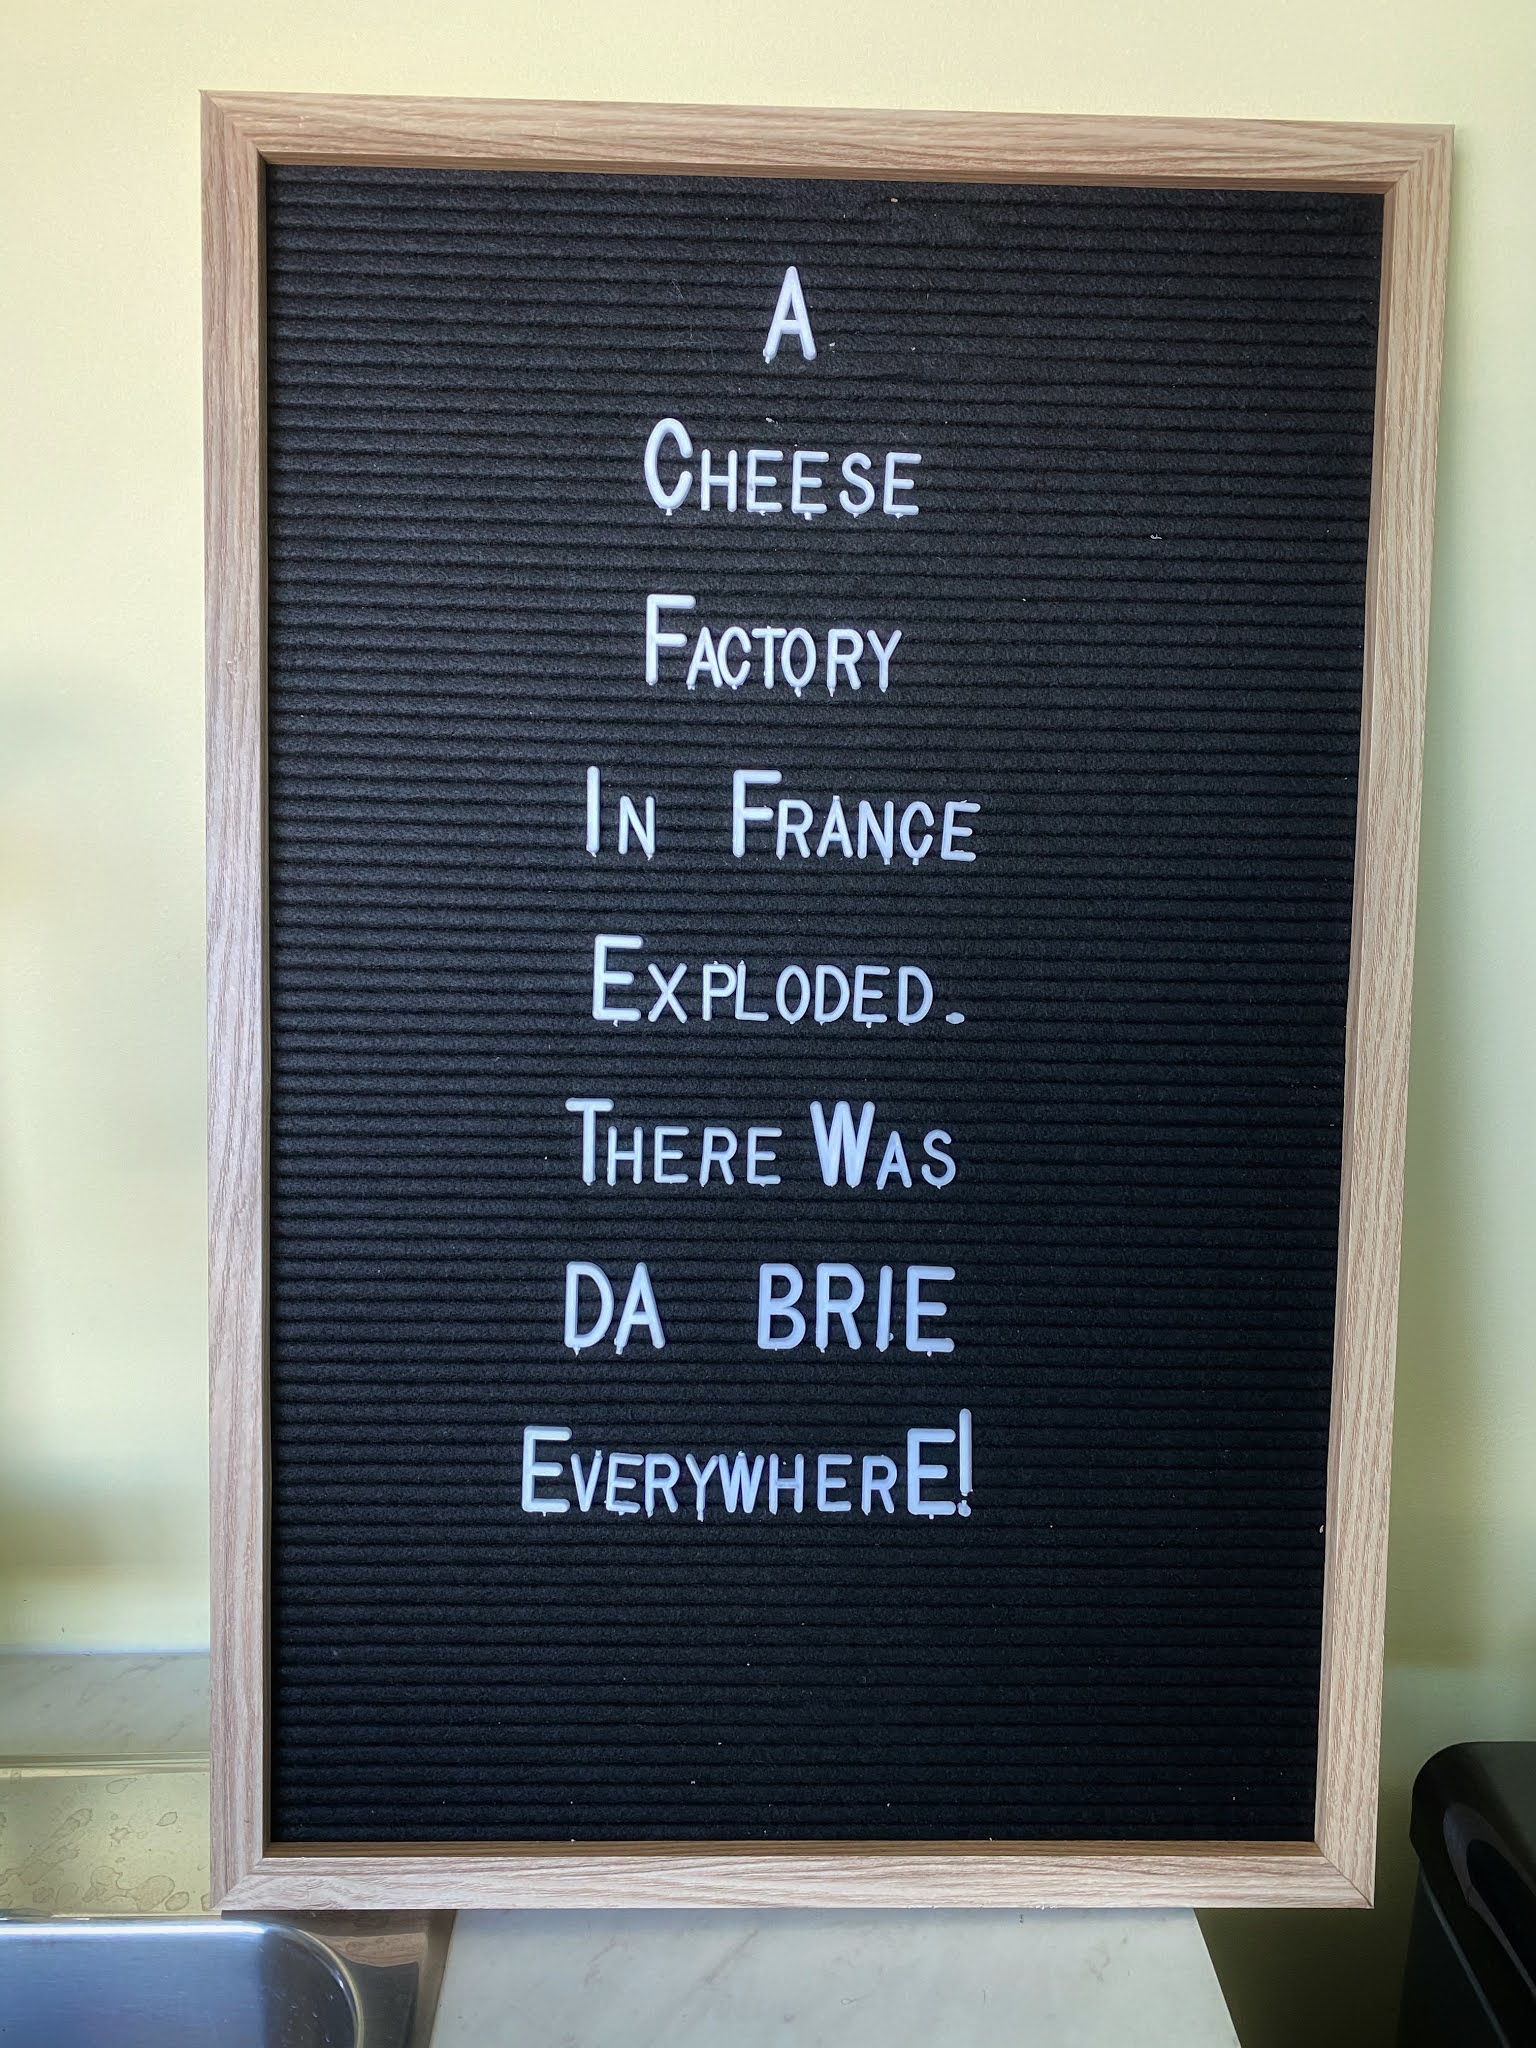 A
CHEESE
FACTORY
IN FRANCE
EXPLODED.
THERE WAS
DA BRIE
EVERYWHERE!